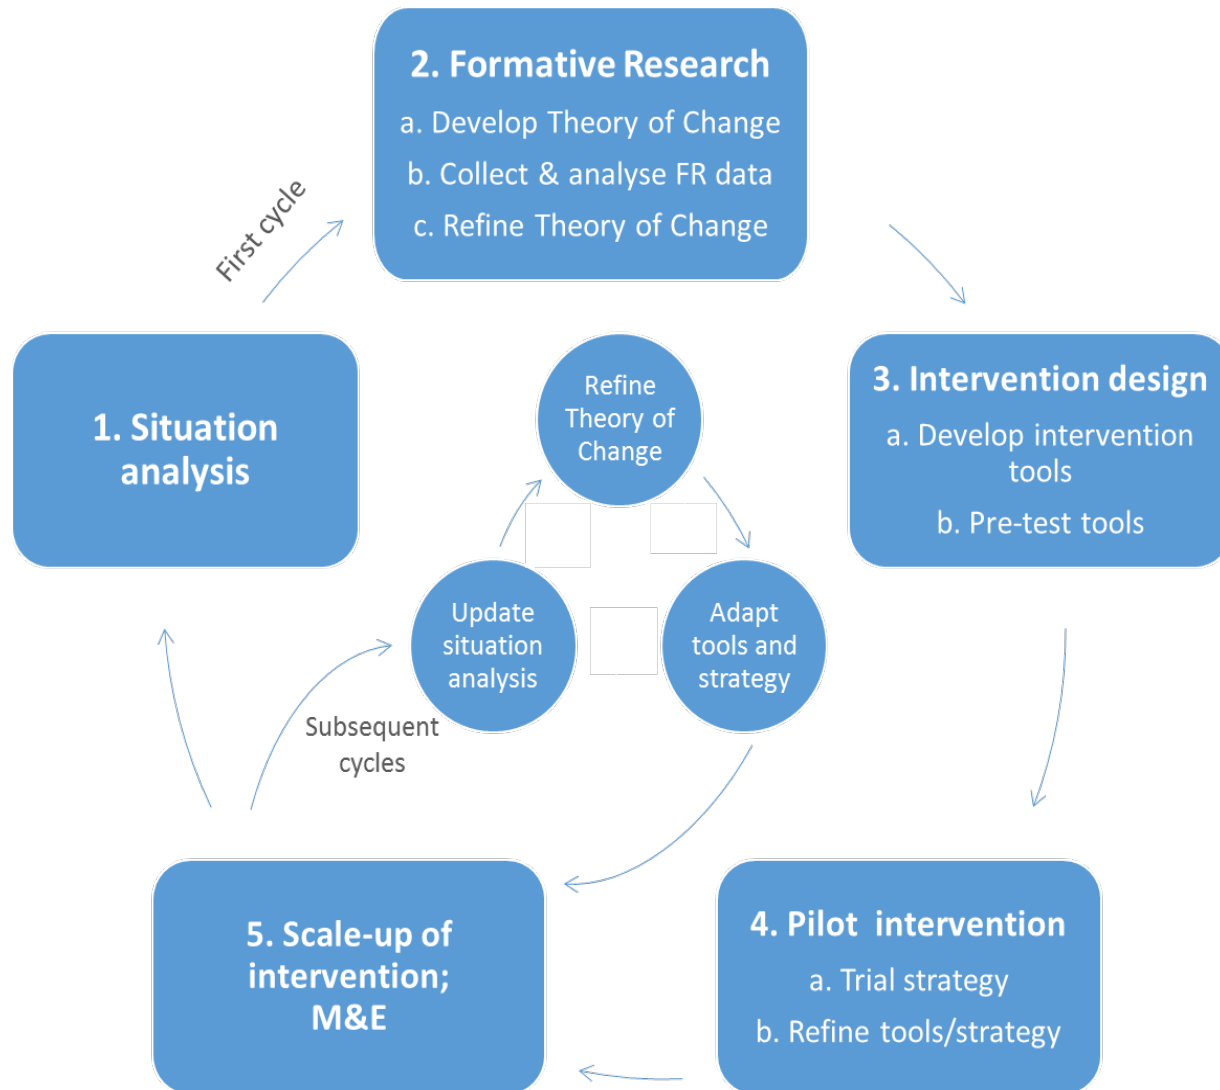 2. Formative Research
a. Develop Theory of Change
b. Collect & analyse FR data
c. Refine Theory of Change
First cycle
1. Situation
analysis
Refine
Theory of
Change
3. Intervention design
a. Develop intervention
tools
b. Pre-test tools
Update
situation
analysis
Adapt
tools and
strategy
Subsequent
cycles
5. Scale-up of
intervention;
M&E
4. Pilot intervention
a. Trial strategy
b. Refine tools/strategy